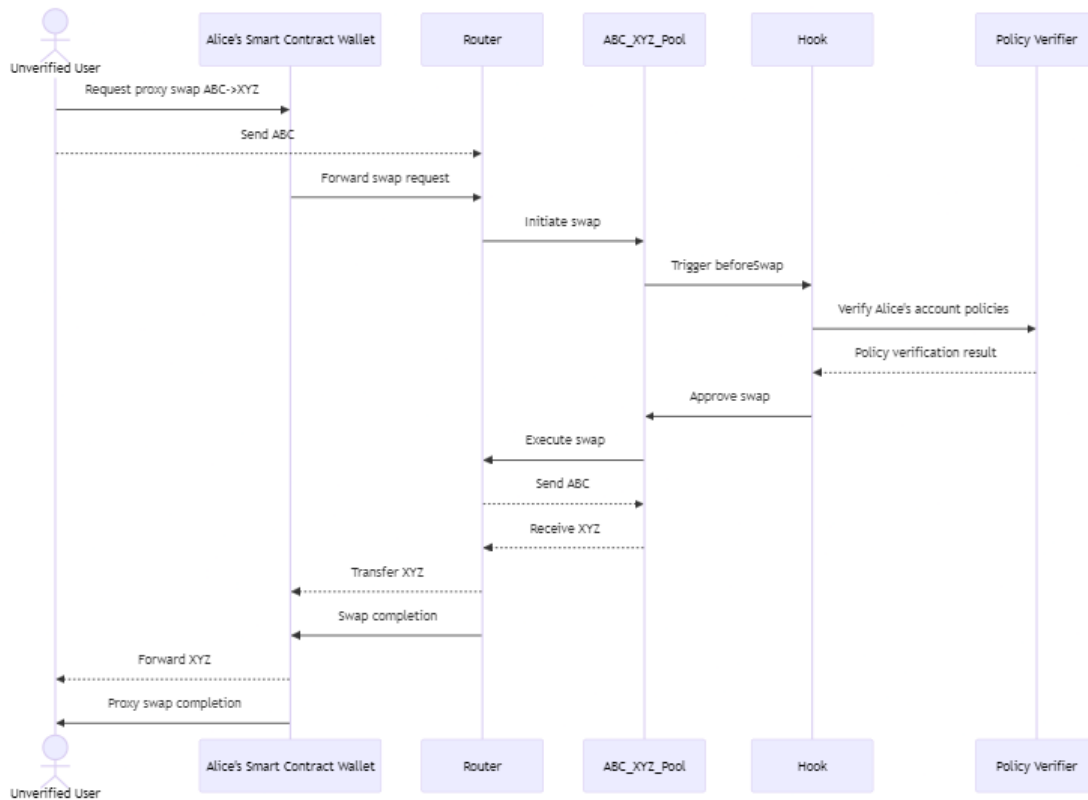 Unverified User
Alice's Smart Contract Wallet
Router
ABC_XYZ_Pool
Hook
Policy Verifier
Request proxy swap ABC->XYZ
Send ABC
Forward swap request
Initiate swap
Trigger beforeSwap
Verify Alice's account policies
Policy verification result
Approve swap
Execute swap
Send ABC
Receive XYZ
Transfer XYZ
Swap completion
Forward XYZ
Proxy swap completion
Unverified User
Alice's Smart Contract Wallet
Router
ABC_XYZ_Pool
Hook
Policy Verifier